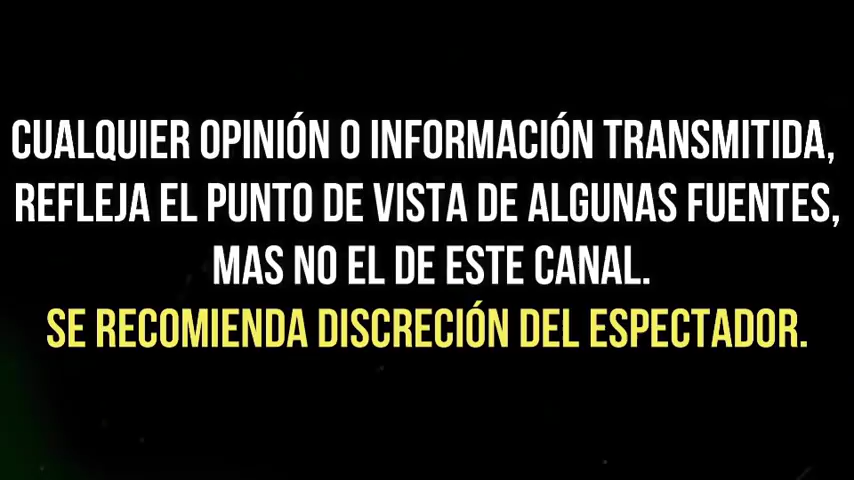 CUALQUIER OPINIÓN O INFORMACIÓN TRANSMITIDA,
REFLEJA EL PUNTO DE VISTA DE ALGUNAS FUENTES,
MAS NO EL DE ESTE CANAL.
SE RECOMIENDA DISCRECIÓN DEL ESPECTADOR.